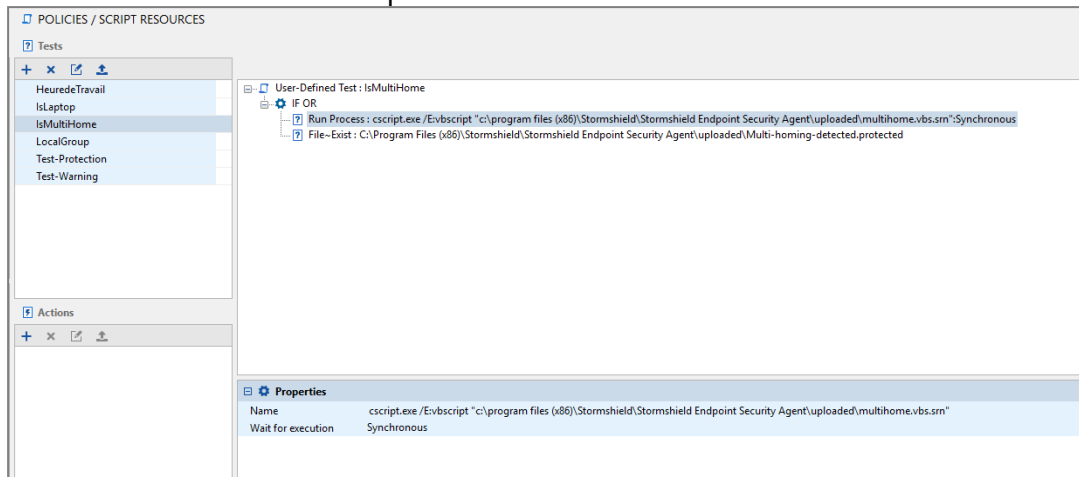 POLICIES / SCRIPT RESOURCES
Tests
HeuredeTravail
IsLaptop
IsMultiHome
LocalGroup
Test-Protection
Test-Warning
User-Defined Test : IsMultiHome
IF OR
Run Process : cscript.exe /E:vbscript "c:\program files (x86)\Stormshield\Stormshield Endpoint Security Agent\uploaded\multihome.vbs.srn":Synchronous
File~Exist : C:\Program Files (x86)\Stormshield\Stormshield Endpoint Security Agent\uploaded\Multi-homing-detected.protected
Actions
Properties
Name cscript.exe /E:vbscript "c:\program files (x86)\Stormshield\Stormshield Endpoint Security Agent\uploaded\multihome.vbs.srn"
Wait for execution Synchronous